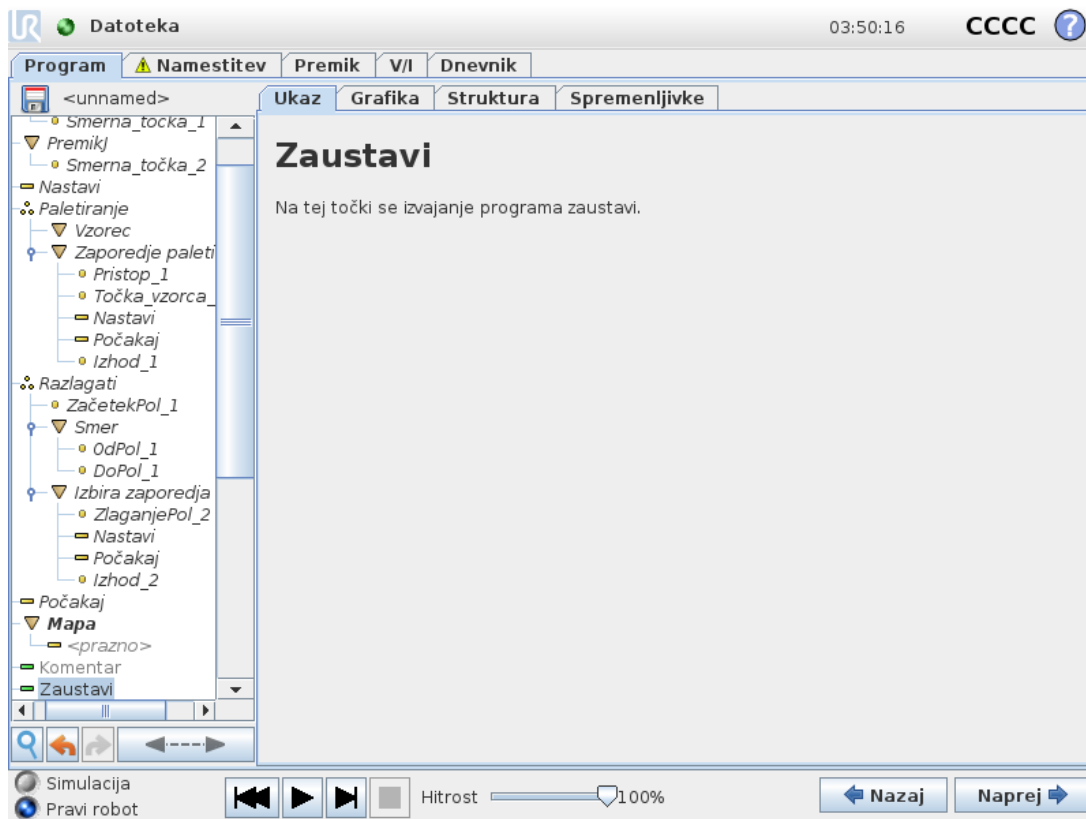 Datoteka 03:50:16 CCCC ?
Program Namestitev Premik V/I Dnevnik
<unnamed>
Ukaz Grafika Struktura Spremenljivke
Smerna_točka_1
PremikJ
Smerna_točka_2
Nastavi
Paletiranje
Vzorec
Zaporedje paleti
Pristop_1
Točka_vzorca_
Nastavi
Počakaj
Izhod_1
Razlagati
ZačetekPol_1
Smer
OdPol_1
DoPol_1
Izbira zaporedja
ZlaganjePol_2
Nastavi
Počakaj
Izhod_2
Počakaj
Mapa
<prazno>
Komentar
Zaustavi
Zaustavi
Na tej točki se izvajanje programa zaustavi.
Simulacija
Pravi robot
Hitrost 100%
Nazaj Naprej